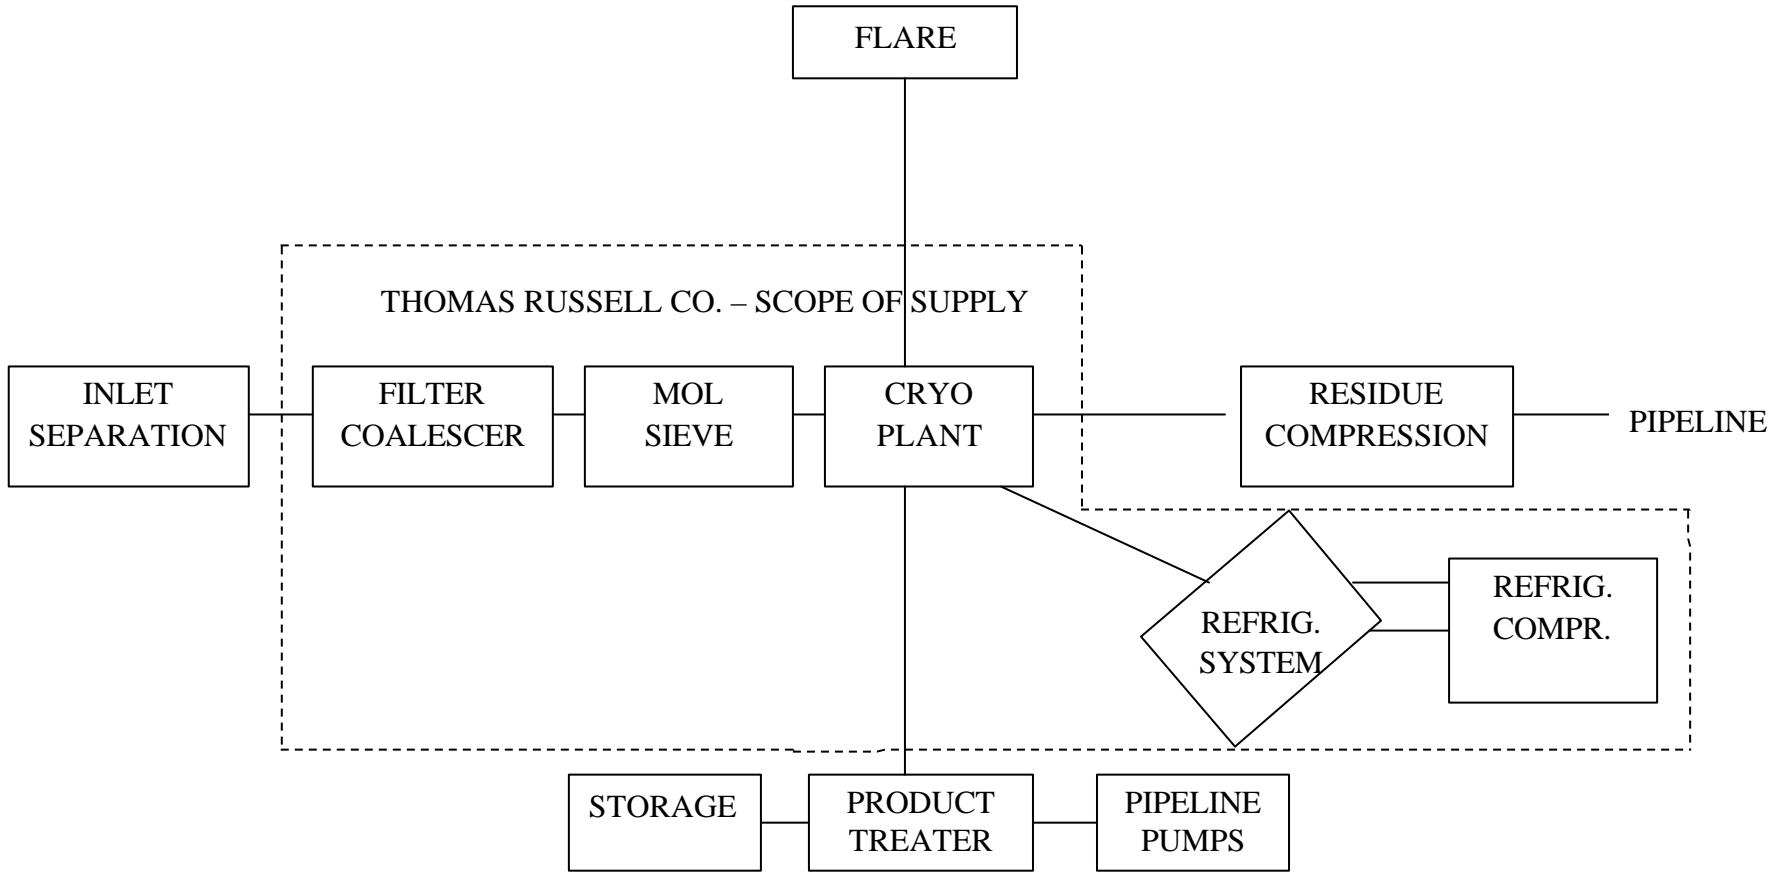 FLARE
THOMAS RUSSELL CO. – SCOPE OF SUPPLY
INLET
SEPARATION
FILTER
COALESCER
MOL
SIEVE
CRYO
PLANT
RESIDUE
COMPRESSION
PIPELINE
REFRIG.
SYSTEM
REFRIG.
COMPR.
STORAGE
PRODUCT
TREATER
PIPELINE
PUMPS